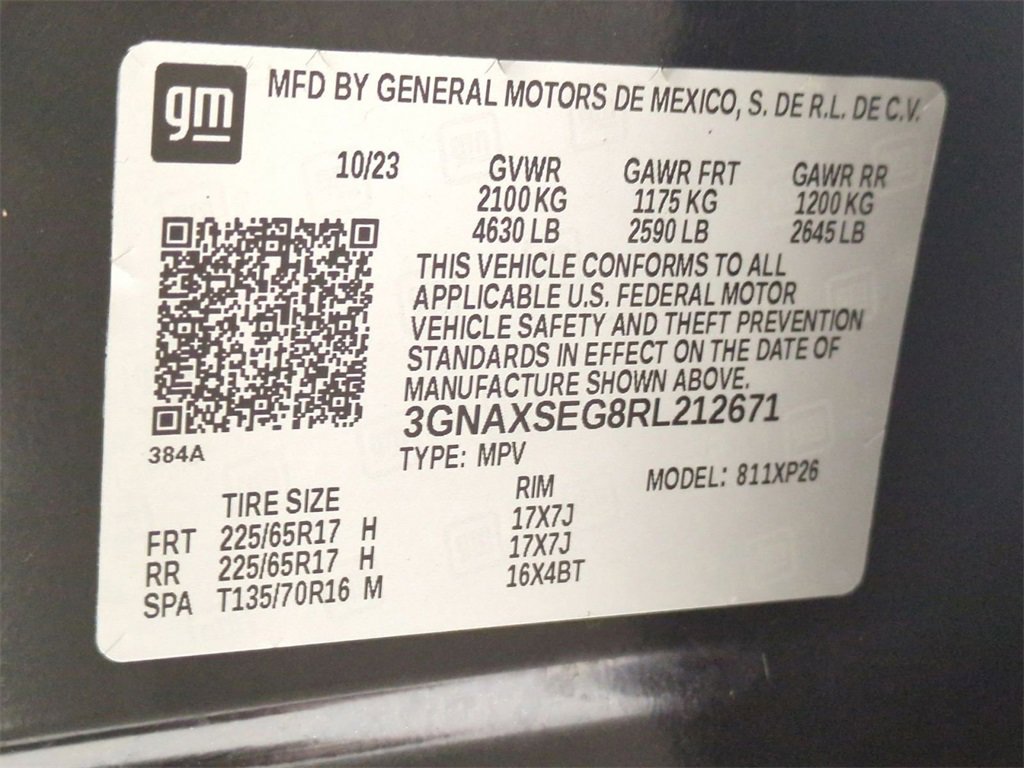 gm
MFD BY GENERAL MOTORS DE MEXICO, S. DE R.L. DE C.V.
10/23 GVWR GAWR FRT GAWR RR
2100 KG 1175 KG 1200 KG
4630 LB 2590 LB 2645 LB
THIS VEHICLE CONFORMS TO ALL
APPLICABLE U.S. FEDERAL MOTOR
VEHICLE SAFETY AND THEFT PREVENTION
STANDARDS IN EFFECT ON THE DATE OF
MANUFACTURE SHOWN ABOVE.
3GNAXSEG8RL212671
384A
TYPE: MPV MODEL: 811XP26
TIRE SIZE RIM
FRT 225/65R17 H 17X7J
RR 225/65R17 H 17X7J
SPA T135/70R16 M 16X4BT